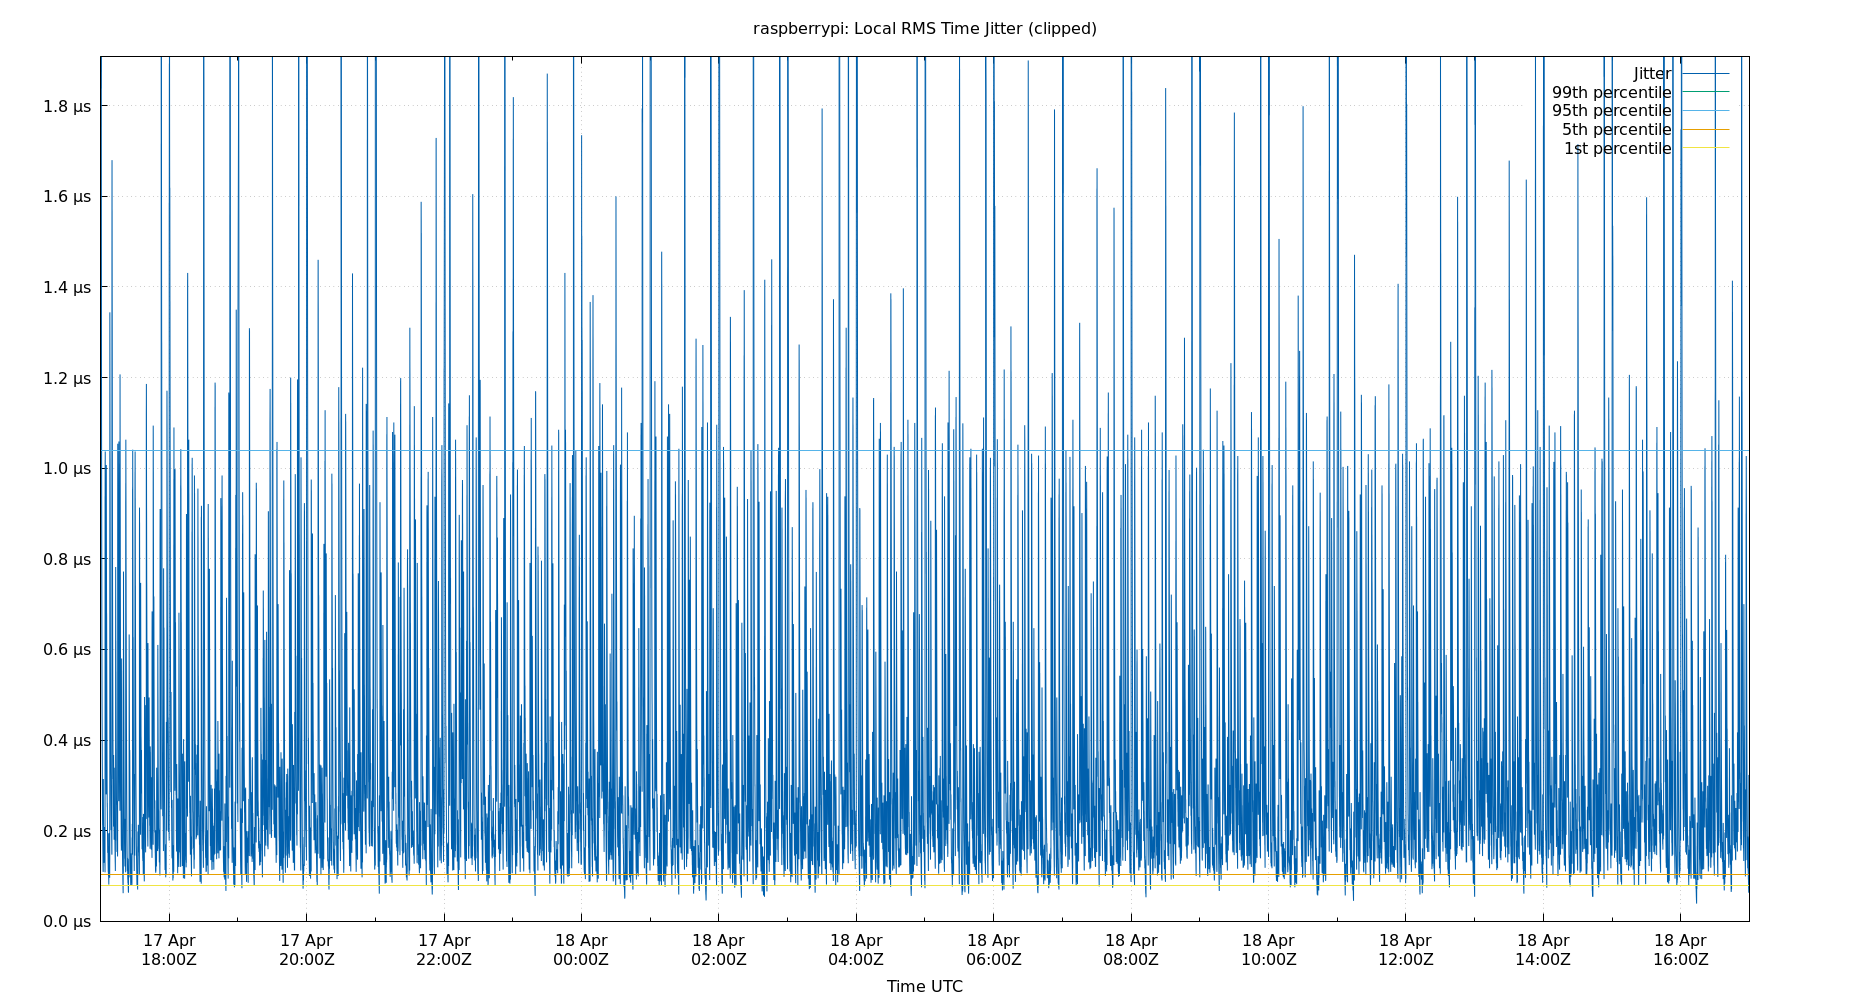 raspberrypi: Local RMS Time Jitter (clipped)
Jitter
99th percentile
95th percentile
5th percentile
1st percentile
1.8 µs
1.6 µs
1.4 µs
1.2 µs
1.0 µs
0.8 µs
0.6 µs
0.4 µs
0.2 µs
0.0 µs
17 Apr 17 Apr 17 Apr 18 Apr 18 Apr 18 Apr 18 Apr 18 Apr 18 Apr 18 Apr 18 Apr 18 Apr
18:00Z 20:00Z 22:00Z 00:00Z 02:00Z 04:00Z 06:00Z 08:00Z 10:00Z 12:00Z 14:00Z 16:00Z
Time UTC